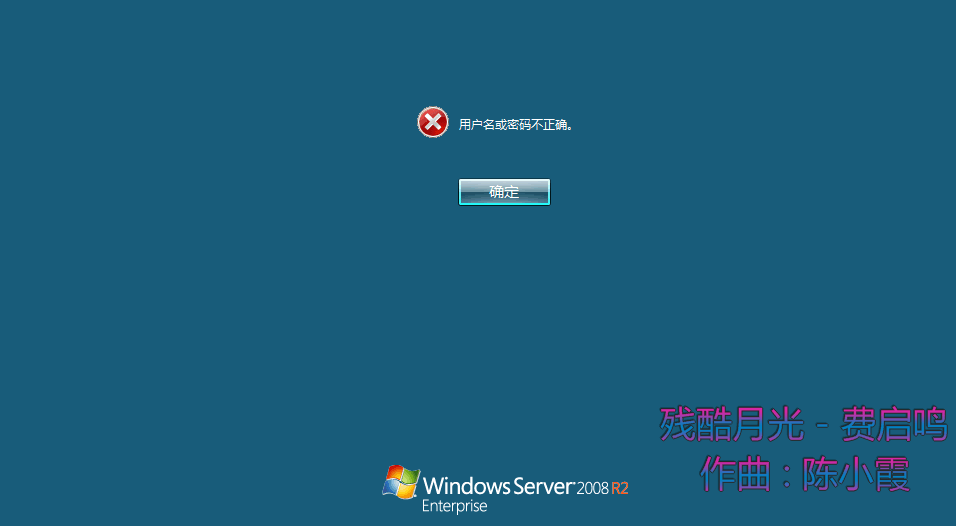 用户名或密码不正确。
确定
残酷月光 - 费启鸣
作曲 : 陈小霞
Windows Server 2008 R2
Enterprise